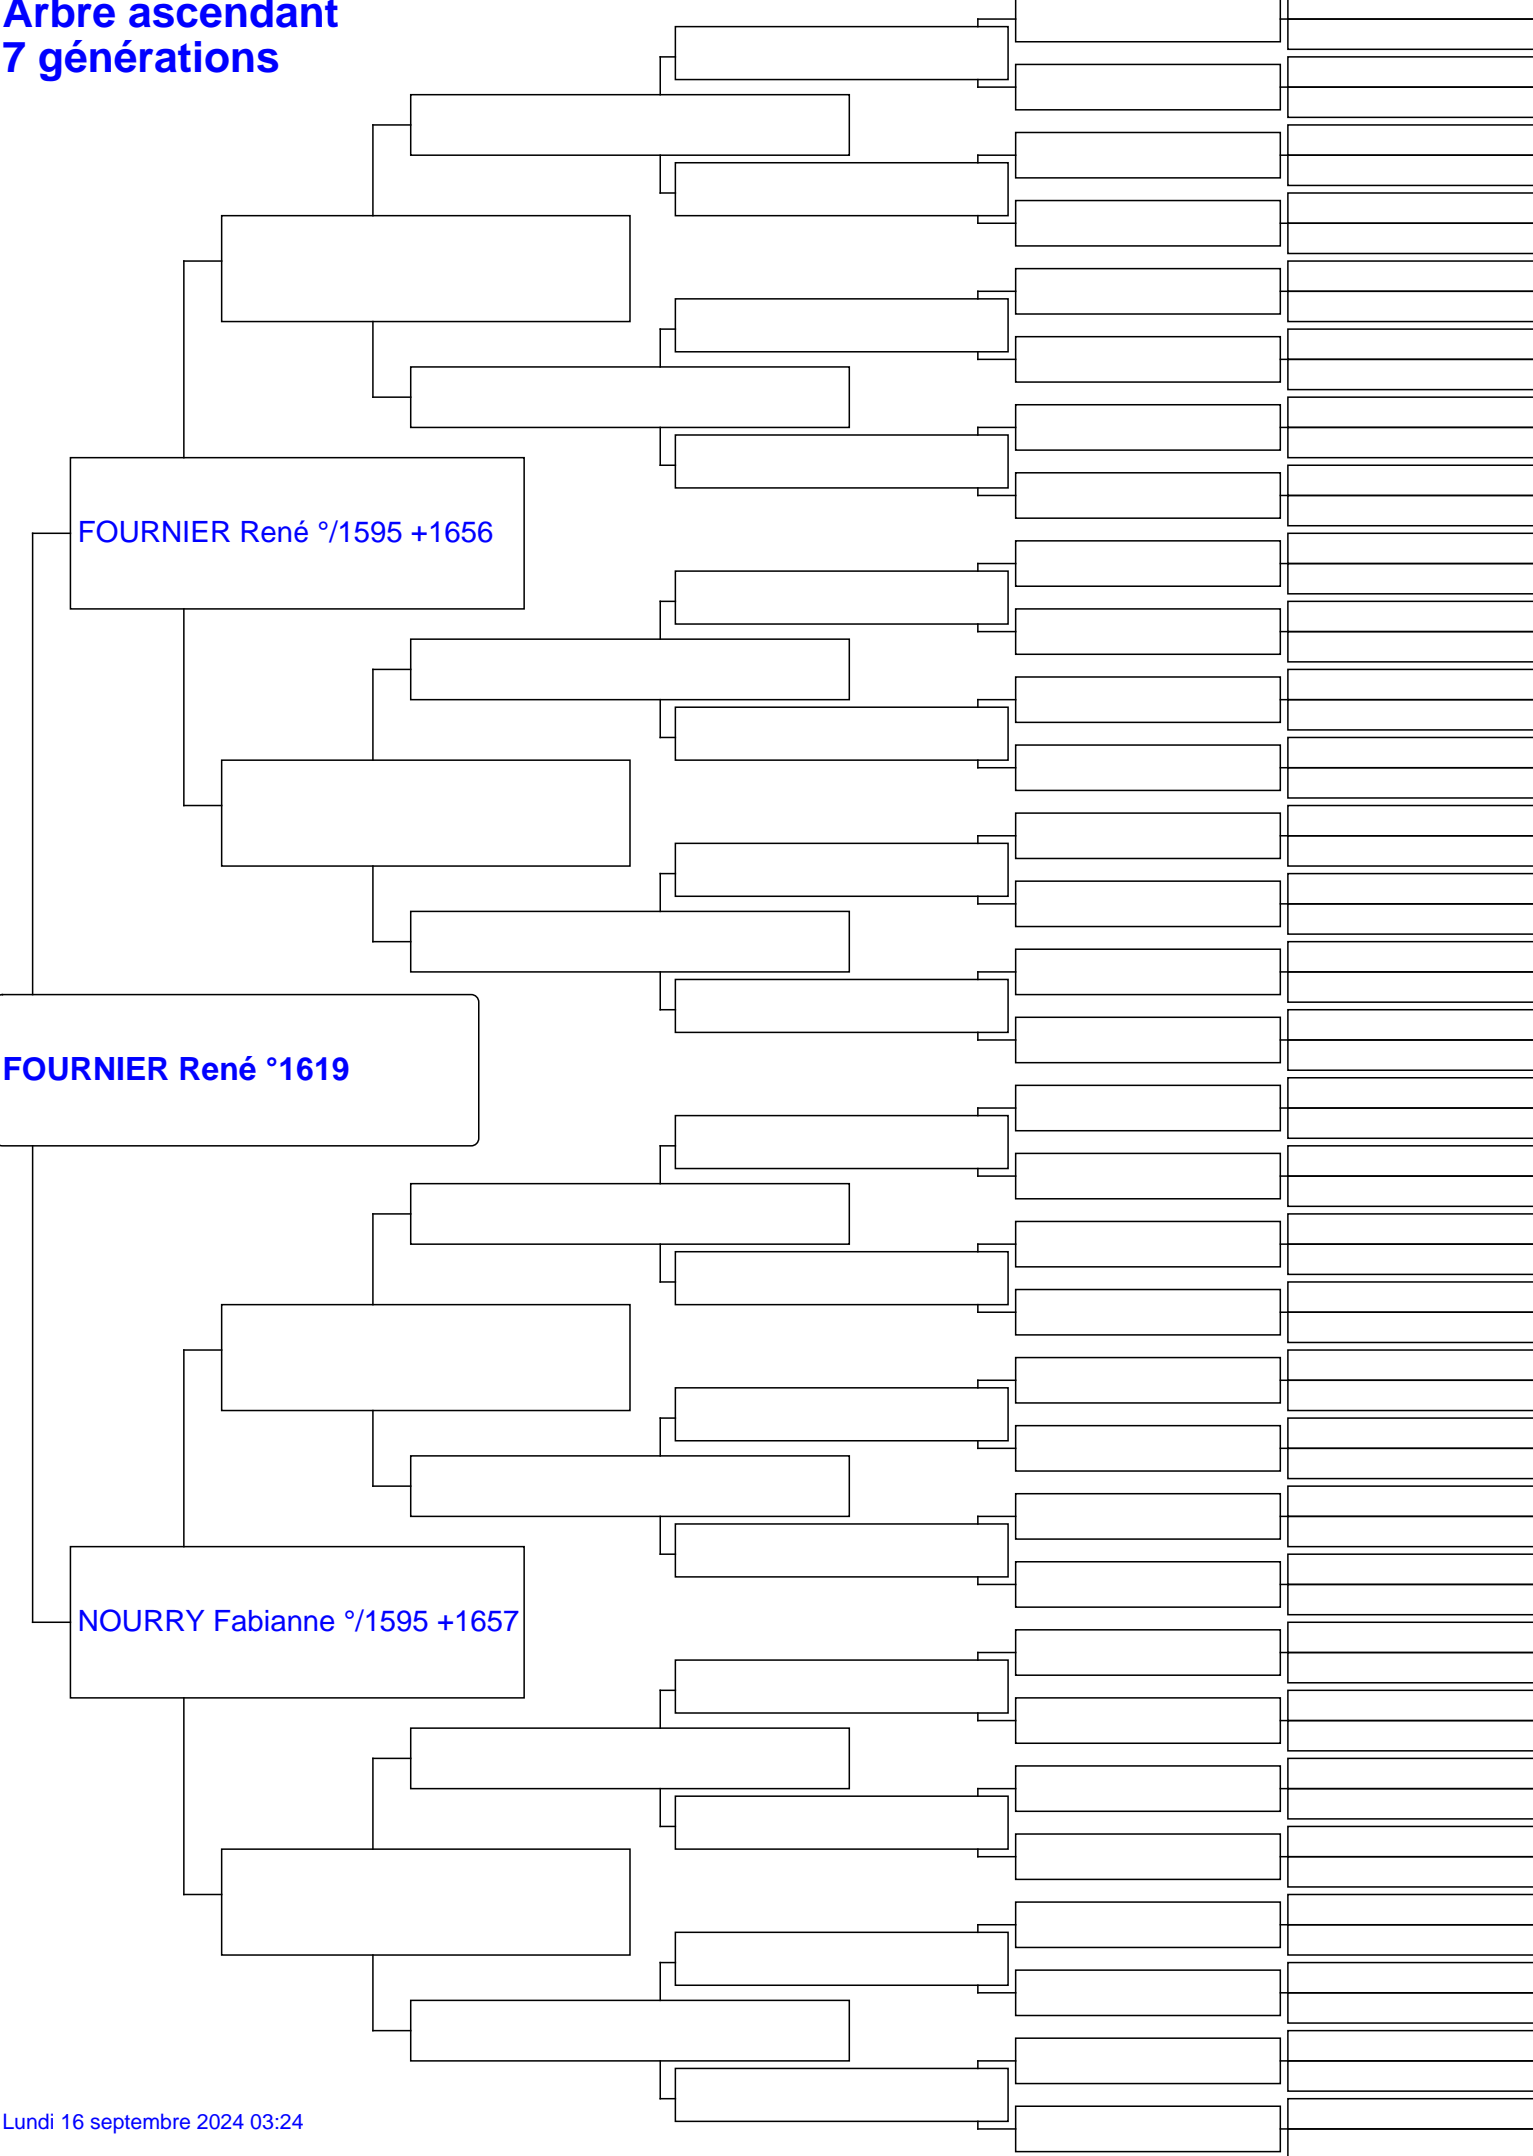 Arbre ascendant
7 générations
FOURNIER René °/1595 +1656
FOURNIER René °1619
NOURRY Fabianne °/1595 +1657
Lundi 16 septembre 2024 03:24